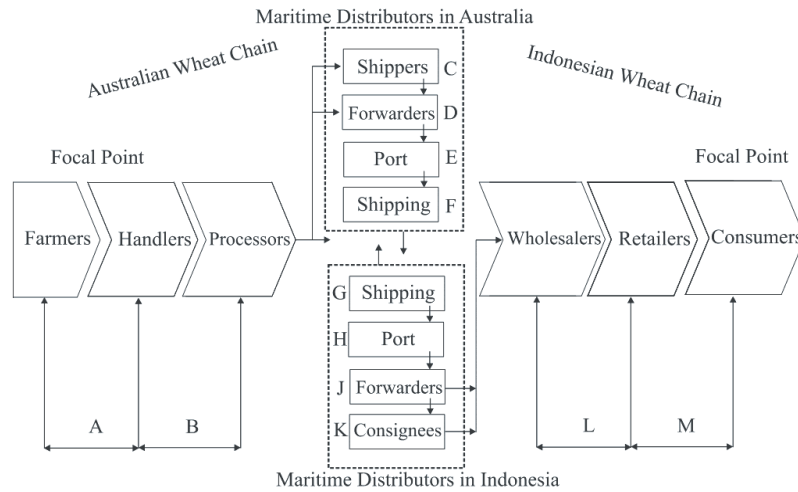 Maritime Distributors in Australia
Australian Wheat Chain
Indonesian Wheat Chain
Shippers C
Forwarders D
Port E
Shipping F
Focal Point
Focal Point
Farmers
Handlers
Processors
Wholesalers
Retailers
Consumers
G Shipping
H Port
J Forwarders
K Consignees
A
B
L
M
Maritime Distributors in Indonesia